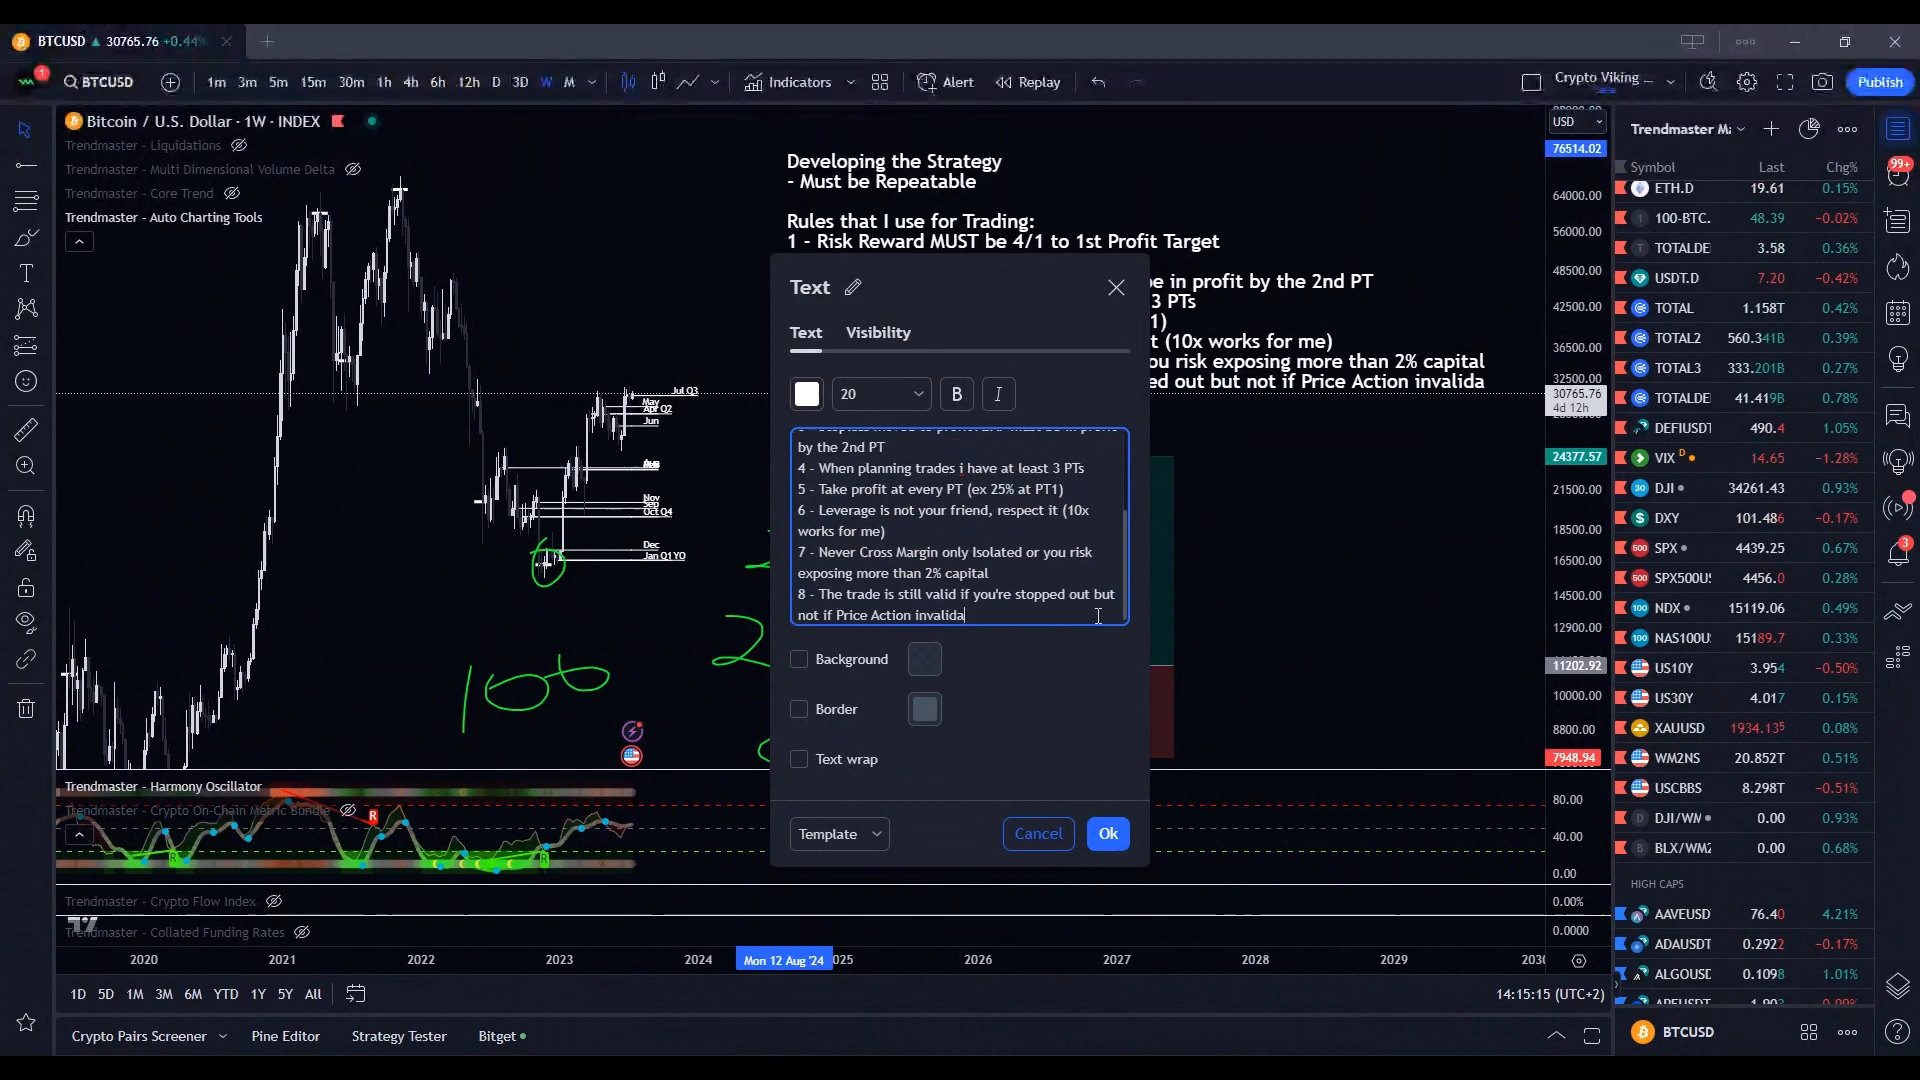 BTCUSD 30765.76 +0.44%
1
BTCUSD 1m 3m 5m 15m 30m 1h 4h 6h 12h D 3D W M Indicators Alert Replay Crypto Viking Publish
Bitcoin / U.S. Dollar · 1W · INDEX
Trendmaster - Liquidations
Trendmaster - Multi Dimensional Volume Delta
Trendmaster - Core Trend
Trendmaster - Auto Charting Tools
Developing the Strategy
- Must be Repeatable
Rules that I use for Trading:
1 - Risk Reward MUST be 4/1 to 1st Profit Target
be in profit by the 2nd PT
3 PTs
1)
t (10x works for me)
ou risk exposing more than 2% capital
ed out but not if Price Action invalida
Text
Text Visibility
20 B I
by the 2nd PT
4 - When planning trades i have at least 3 PTs
5 - Take profit at every PT (ex 25% at PT1)
6 - Leverage is not your friend, respect it (10x
works for me)
7 - Never Cross Margin only Isolated or you risk
exposing more than 2% capital
8 - The trade is still valid if you're stopped out but
not if Price Action invalida
Background
Border
Text wrap
Template Cancel Ok
Jul Q3
May
Apr Q2
Jun
Nov
Sep
Oct Q4
Dec
Jan Q1 YO
100
2
USD
76514.02
64000.00
56000.00
48500.00
42500.00
36500.00
32500.00
30765.76
4d 12h
24377.57
21500.00
18500.00
16500.00
14500.00
12900.00
11202.92
10000.00
8800.00
7948.94
80.00
40.00
0.00
0.00%
0.0000
Trendmaster - Harmony Oscillator
Trendmaster - Crypto On-Chain Metric Bundle
R
R
R
Trendmaster - Crypto Flow Index
Trendmaster - Collated Funding Rates
2020 2021 2022 2023 2024 Mon 12 Aug '24 025 2026 2027 2028 2029 2030
1D 5D 1M 3M 6M YTD 1Y 5Y All 14:15:15 (UTC+2)
Crypto Pairs Screener Pine Editor Strategy Tester Bitget
Trendmaster Ma
Symbol Last Chg%
ETH.D 19.61 0.15%
100-BTC. 48.39 −0.02%
TOTALDE 3.58 0.36%
USDT.D 7.20 −0.42%
TOTAL 1.158T 0.42%
TOTAL2 560.341B 0.39%
TOTAL3 333.201B 0.27%
TOTALDE 41.419B 0.78%
DEFIUSDT 490.4 1.05%
VIX D 14.65 −1.28%
30 DJI 34261.43 0.93%
DXY 101.486 −0.17%
500 SPX 4439.25 0.67%
500 SPX500US 4456.0 0.28%
100 NDX 15119.06 0.49%
100 NAS100U 15189.7 0.33%
US10Y 3.954 −0.50%
US30Y 4.017 0.15%
XAUUSD 1934.135 0.08%
WM2NS 20.852T 0.51%
USCBBS 8.298T −0.51%
D DJI/WM 0.00 0.93%
B BLX/WM2 0.00 0.68%
HIGH CAPS
AAVEUSD 76.40 4.21%
ADAUSDT 0.2922 −0.17%
ALGOUSD 0.1098 1.01%
BTCUSD
99+
3